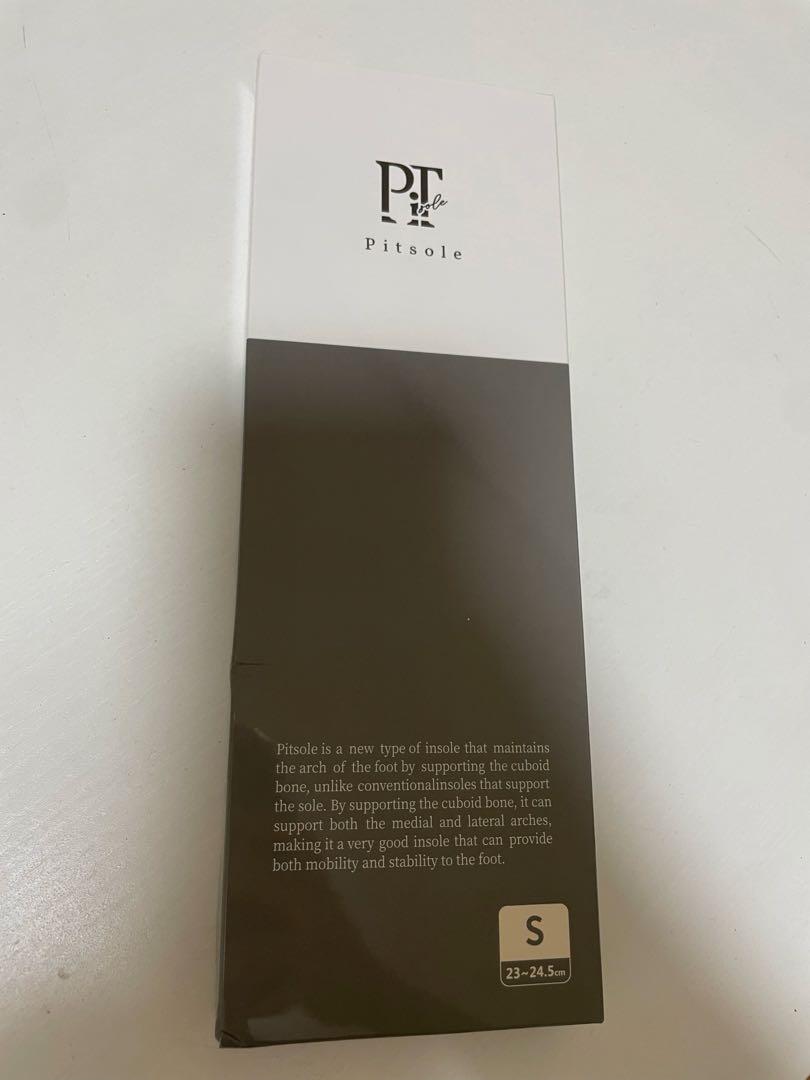 PiT
sole
Pitsole
Pitsole is a new type of insole that maintains
the arch of the foot by supporting the cuboid
bone, unlike conventionalinsoles that support
the sole. By supporting the cuboid bone, it can
support both the medial and lateral arches,
making it a very good insole that can provide
both mobility and stability to the foot.
S
23~24.5cm